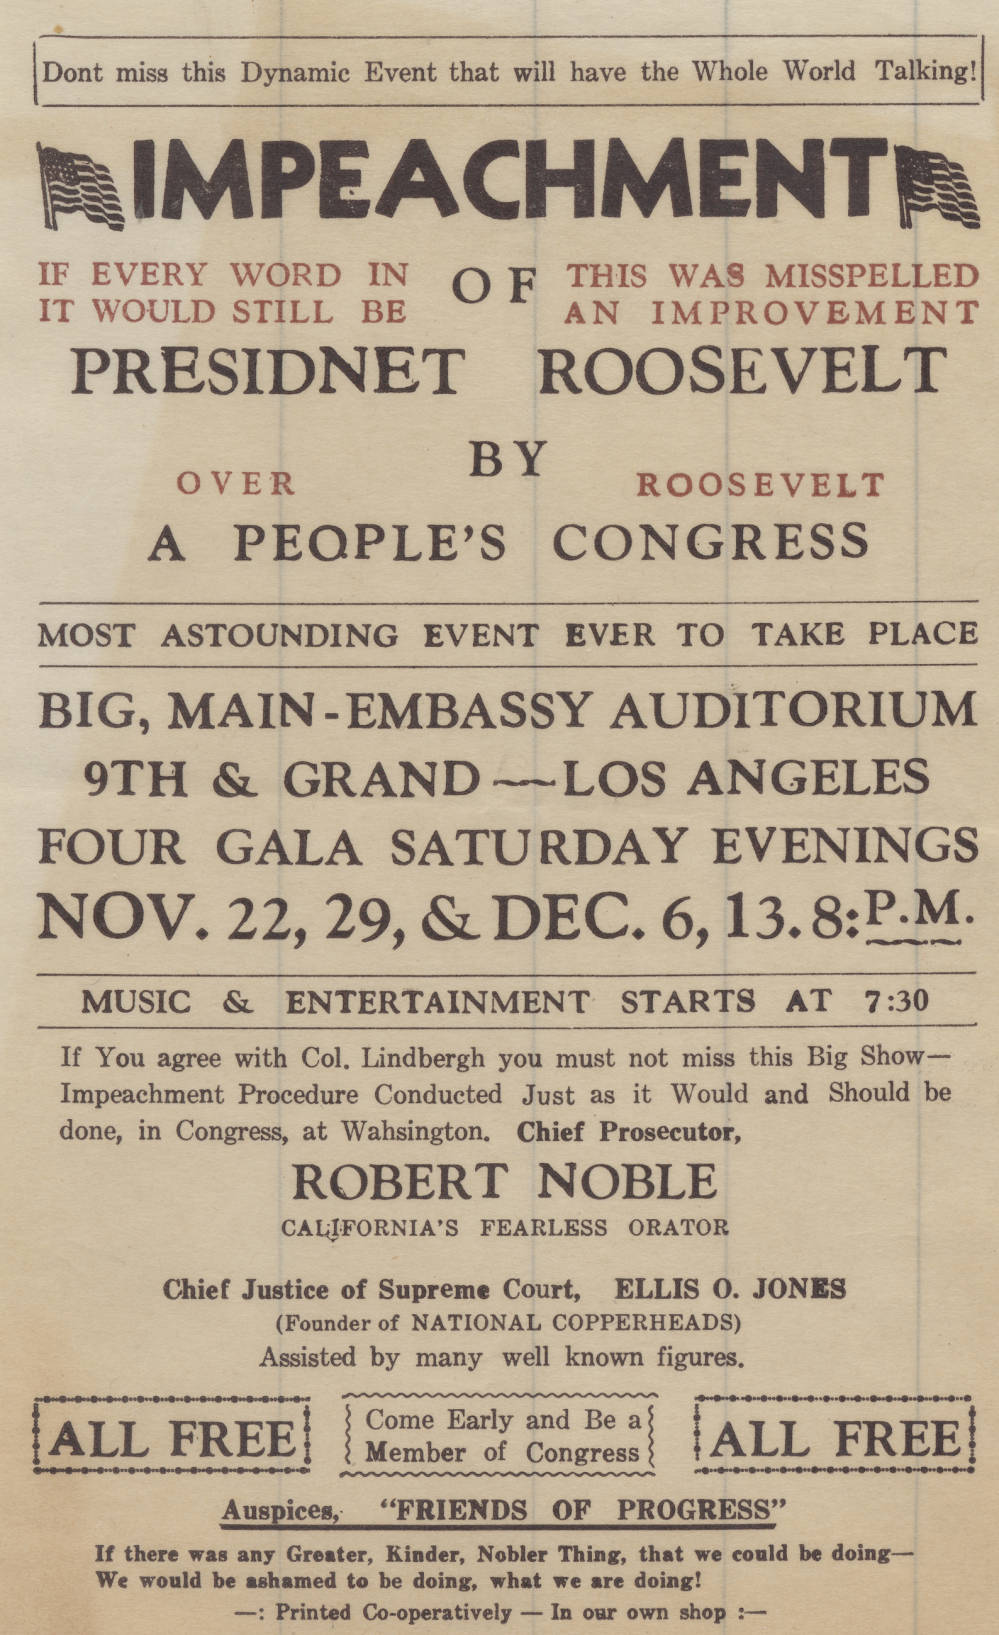 Dont miss this Dynamic Event that will have the Whole World Talking!
IMPEACHMENT
IF EVERY WORD IN OF THIS WAS MISSPELLED
IT WOULD STILL BE AN IMPROVEMENT
PRESIDNET ROOSEVELT
BY
OVER ROOSEVELT
A PEOPLE'S CONGRESS
MOST ASTOUNDING EVENT EVER TO TAKE PLACE
BIG, MAIN-EMBASSY AUDITORIUM
9TH & GRAND—LOS ANGELES
FOUR GALA SATURDAY EVENINGS
NOV. 22, 29, & DEC. 6, 13. 8:P.M.
MUSIC & ENTERTAINMENT STARTS AT 7:30
If You agree with Col. Lindbergh you must not miss this Big Show—
Impeachment Procedure Conducted Just as it Would and Should be
done, in Congress, at Wahsington. Chief Prosecutor,
ROBERT NOBLE
CALIFORNIA'S FEARLESS ORATOR
Chief Justice of Supreme Court, ELLIS O. JONES
(Founder of NATIONAL COPPERHEADS)
Assisted by many well known figures.
ALL FREE
Come Early and Be a
Member of Congress
ALL FREE
Auspices, "FRIENDS OF PROGRESS"
If there was any Greater, Kinder, Nobler Thing, that we could be doing—
We would be ashamed to be doing, what we are doing!
—: Printed Co-operatively — In our own shop :—